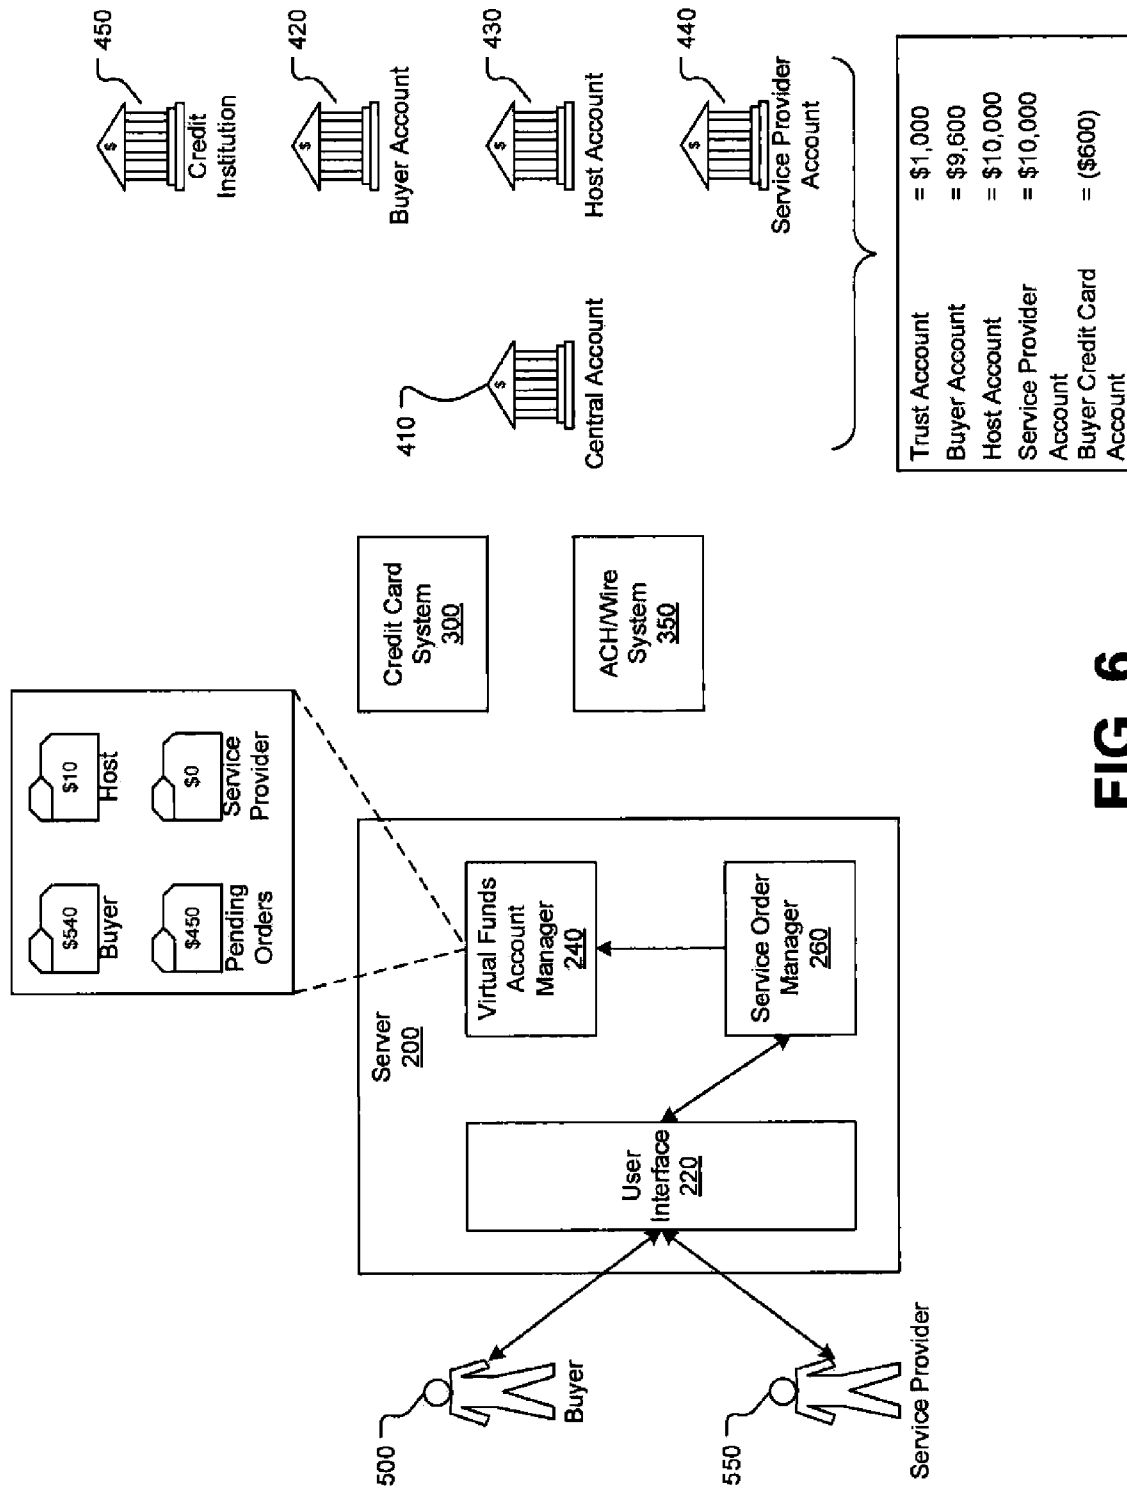 $540
Buyer
$10
Host
$450
Pending
Orders
$0
Service
Provider
500
Buyer
550
Service Provider
Server
200
User
Interface
220
Virtual Funds
Account
Manager
240
Service Order
Manager
260
Credit Card
System
300
ACH/Wire
System
350
410
$
Central Account
450
$
Credit
Institution
420
$
Buyer Account
430
$
Host Account
440
$
Service Provider
Account
Trust Account = $1,000
Buyer Account = $9,600
Host Account = $10,000
Service Provider = $10,000
Account
Buyer Credit Card = ($600)
Account
FIG. 6